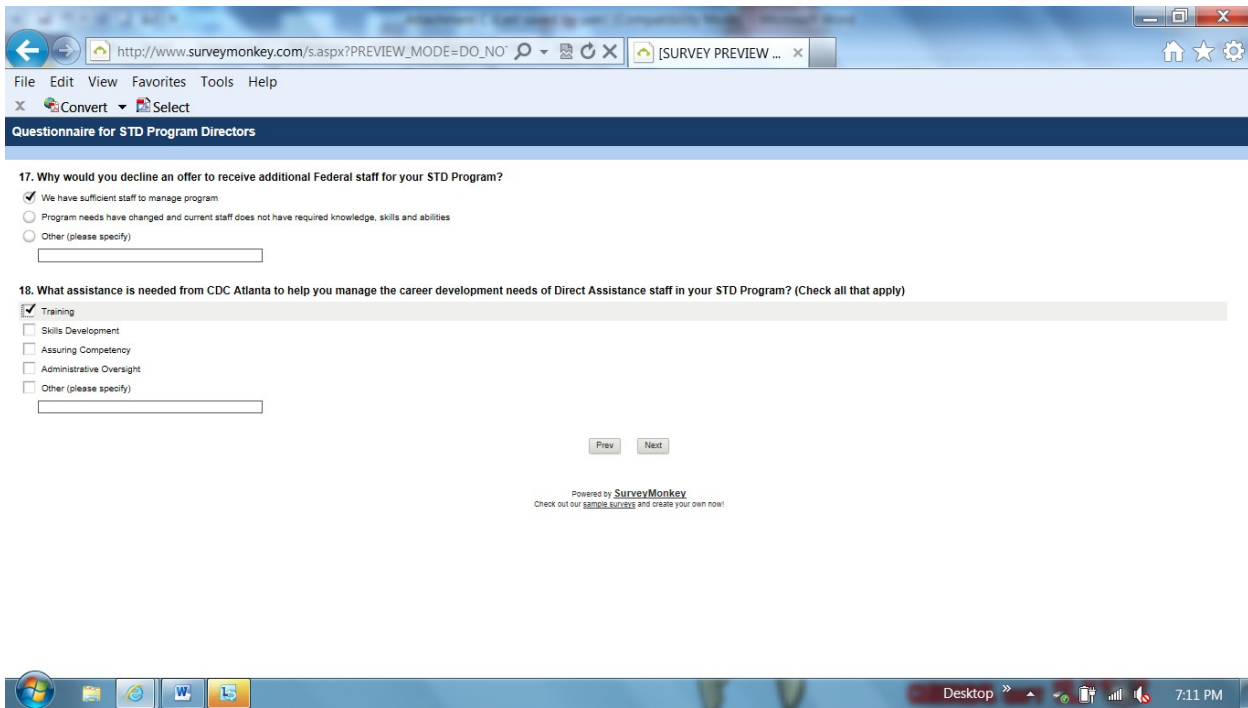 http://www.surveymonkey.com/s.aspx?PREVIEW_MODE=DO_NO
[SURVEY PREVIEW ...
File Edit View Favorites Tools Help
Convert Select
Questionnaire for STD Program Directors
17. Why would you decline an offer to receive additional Federal staff for your STD Program?
We have sufficient staff to manage program
Program needs have changed and current staff does not have required knowledge, skills and abilities
Other (please specify)
18. What assistance is needed from CDC Atlanta to help you manage the career development needs of Direct Assistance staff in your STD Program? (Check all that apply)
Training
Skills Development
Assuring Competency
Administrative Oversight
Other (please specify)
Prev Next
Powered by SurveyMonkey
Check out our sample surveys and create your own now!
Desktop 7:11 PM